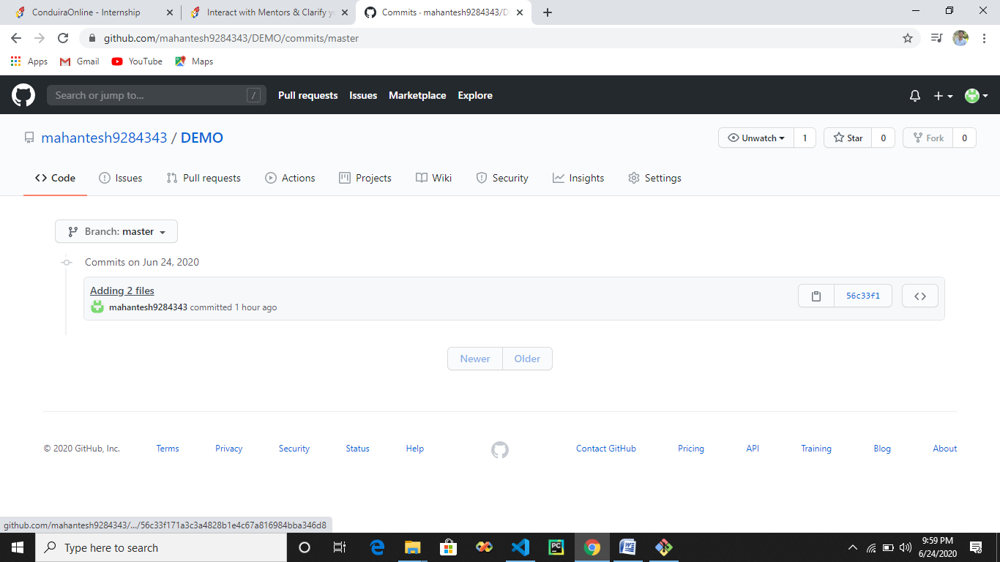 ConduiraOnline - Internship
Interact with Mentors & Clarify yo
Commits · mahantesh9284343/D
github.com/mahantesh9284343/DEMO/commits/master
Apps Gmail YouTube Maps
Search or jump to... /
Pull requests Issues Marketplace Explore
mahantesh9284343 / DEMO
Unwatch 1 Star 0 Fork 0
Code Issues Pull requests Actions Projects Wiki Security Insights Settings
Branch: master
Commits on Jun 24, 2020
Adding 2 files
mahantesh9284343 committed 1 hour ago
56c33f1
Newer Older
© 2020 GitHub, Inc. Terms Privacy Security Status Help Contact GitHub Pricing API Training Blog About
github.com/mahantesh9284343/.../56c33f171a3c3a4828b1e4c67a816984bba346d8
Type here to search
PC
9:59 PM
6/24/2020